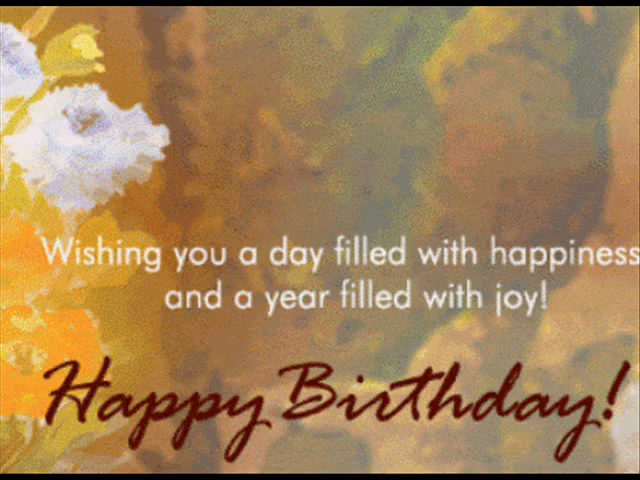 Wishing you a day filled with happiness
and a year filled with joy!
Happy Birthday!